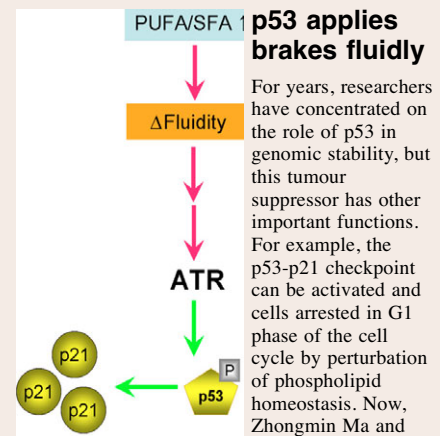 PUFA/SFA
ΔFluidity
ATR
P
p53
p21
p21
p21
p53 applies
brakes fluidly
For years, researchers
have concentrated on
the role of p53 in
genomic stability, but
this tumour
suppressor has other
important functions.
For example, the
p53-p21 checkpoint
can be activated and
cells arrested in G1
phase of the cell
cycle by perturbation
of phospholipid
homeostasis. Now,
Zhongmin Ma and